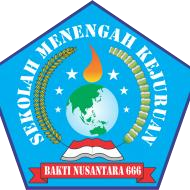 SEKOLAH MENENGAH KEJURUAN
BAKTI NUSANTARA 666